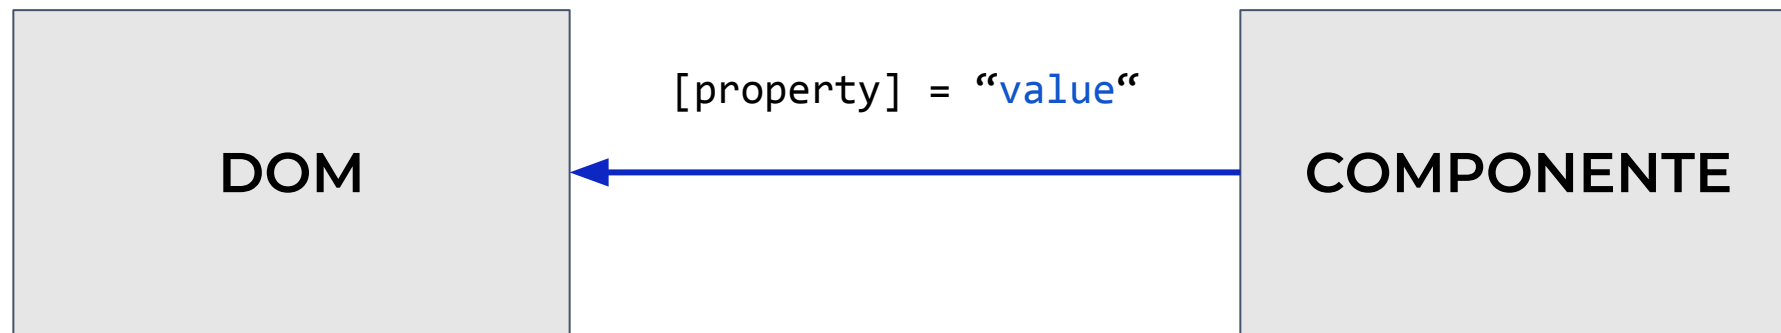 [property] = “value“
DOM
COMPONENTE